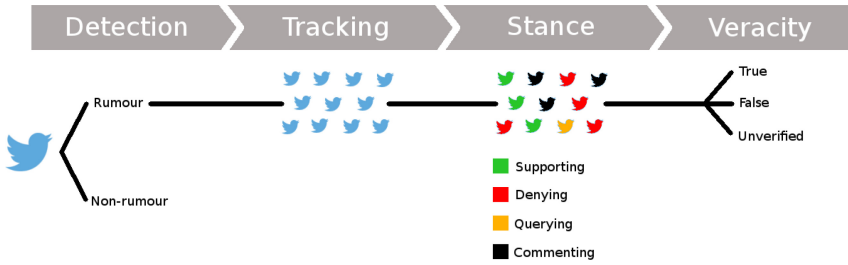 Detection
Tracking
Stance
Veracity
Rumour
Non-rumour
True
False
Unverified
Supporting
Denying
Querying
Commenting